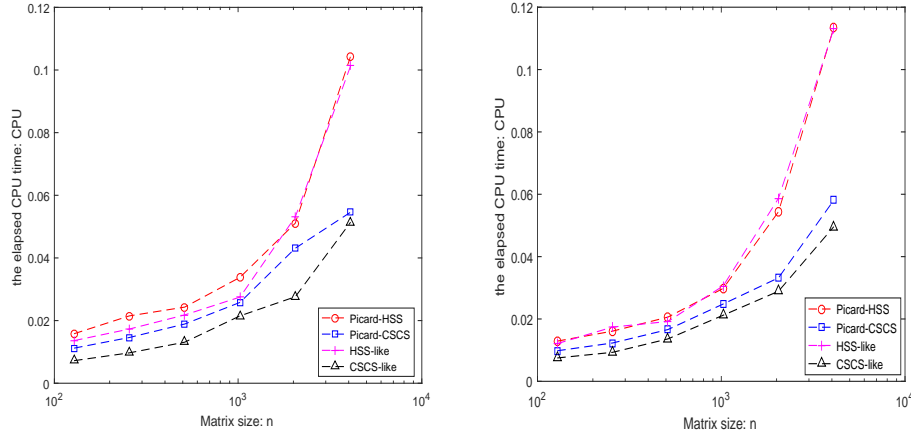 0.12
0.1
0.08
0.06
0.04
0.02
0
10^2
10^3
10^4
the elapsed CPU time: CPU
Matrix size: n
Picard-HSS
Picard-CSCS
HSS-like
CSCS-like
0.12
0.1
0.08
0.06
0.04
0.02
0
10^2
10^3
10^4
the elapsed CPU time: CPU
Matrix size: n
Picard-HSS
Picard-CSCS
HSS-like
CSCS-like